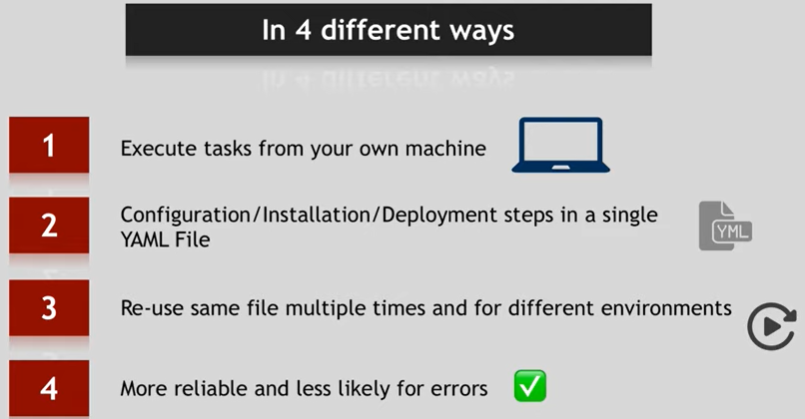 In 4 different ways
1
Execute tasks from your own machine
2
Configuration/Installation/Deployment steps in a single
YAML File
YML
3
Re-use same file multiple times and for different environments
4
More reliable and less likely for errors